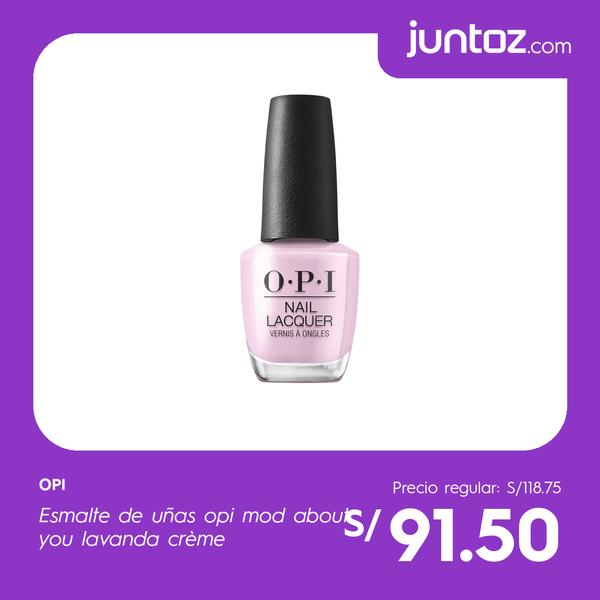 juntoz.com
O·P·I
NAIL
LACQUER
VERNIS À ONGLES
OPI
Esmalte de uñas opi mod about
you lavanda crème
Precio regular: S/118.75
S/91.50